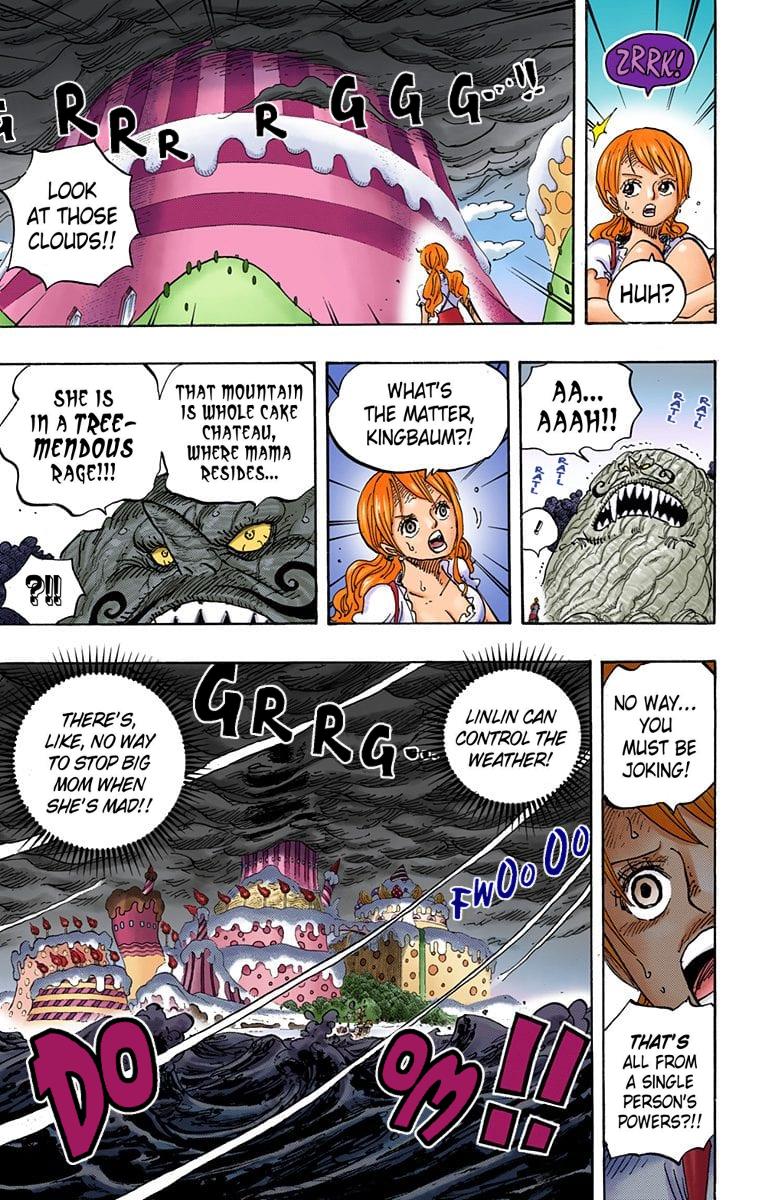 ZRRK!
HUH?
GRRRRGGG...!!
LOOK
AT THOSE
CLOUDS!!
AA...
AAAH!!
RATL
RATL
RATL
RATL
!
WHAT'S
THE MATTER,
KINGBAUM?!
THAT MOUNTAIN
IS WHOLE CAKE
CHATEAU,
WHERE MAMA
RESIDES...
SHE IS
IN A TREE-
MENDOUS
RAGE!!!
?!!
NO WAY...
YOU
MUST BE
JOKING!
THAT'S
ALL FROM
A SINGLE
PERSON'S
POWERS?!!
LINLIN CAN
CONTROL THE
WEATHER!
GRRG...
THERE'S,
LIKE, NO WAY
TO STOP BIG
MOM WHEN
SHE'S MAD!!
FWOOOO
DOOM!!